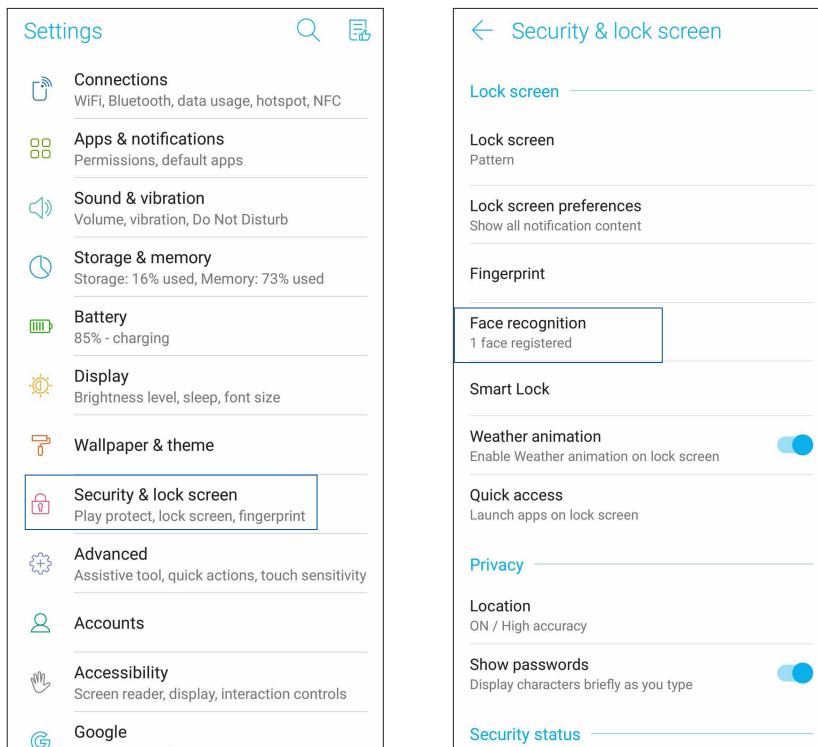 Settings
Connections
WiFi, Bluetooth, data usage, hotspot, NFC
Apps & notifications
Permissions, default apps
Sound & vibration
Volume, vibration, Do Not Disturb
Storage & memory
Storage: 16% used, Memory: 73% used
Battery
85% - charging
Display
Brightness level, sleep, font size
Wallpaper & theme
Security & lock screen
Play protect, lock screen, fingerprint
Advanced
Assistive tool, quick actions, touch sensitivity
Accounts
Accessibility
Screen reader, display, interaction controls
Google
Security & lock screen
Lock screen
Lock screen
Pattern
Lock screen preferences
Show all notification content
Fingerprint
Face recognition
1 face registered
Smart Lock
Weather animation
Enable Weather animation on lock screen
Quick access
Launch apps on lock screen
Privacy
Location
ON / High accuracy
Show passwords
Display characters briefly as you type
Security status